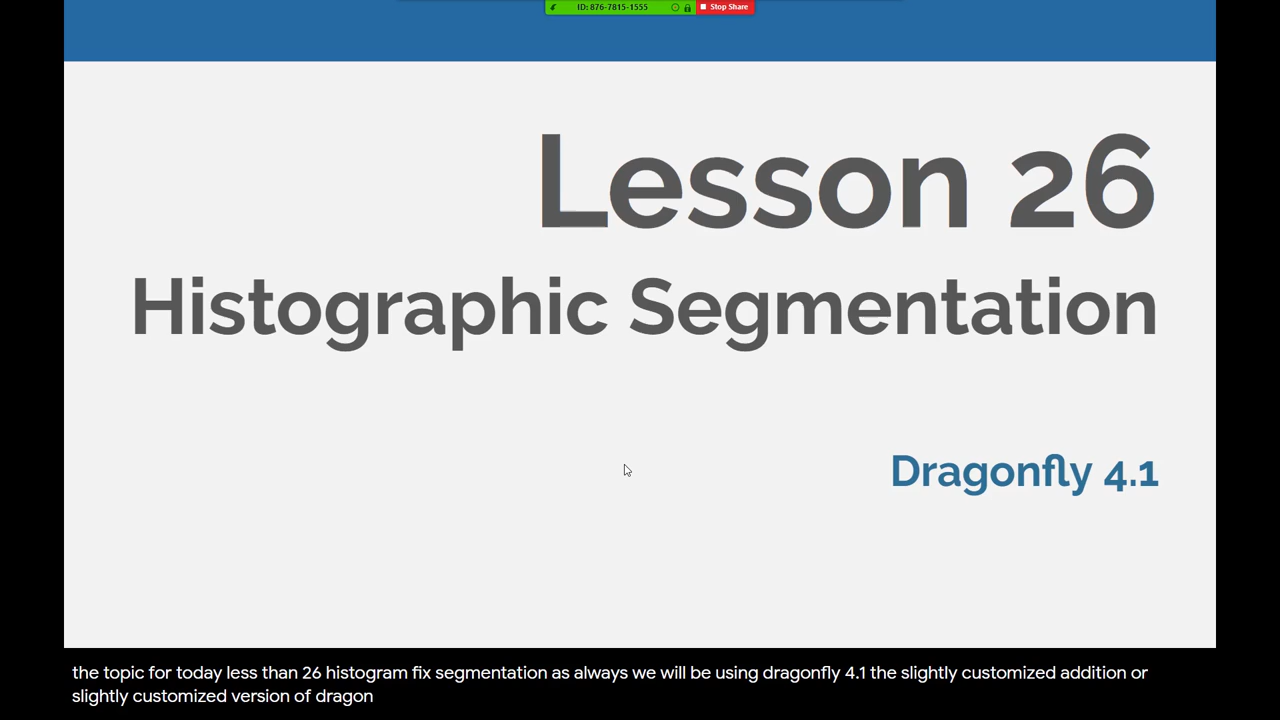 ID: 876-7815-1555 Stop Share
Lesson 26
Histographic Segmentation
Dragonfly 4.1
the topic for today less than 26 histogram fix segmentation as always we will be using dragonfly 4.1 the slightly customized addition or
slightly customized version of dragon